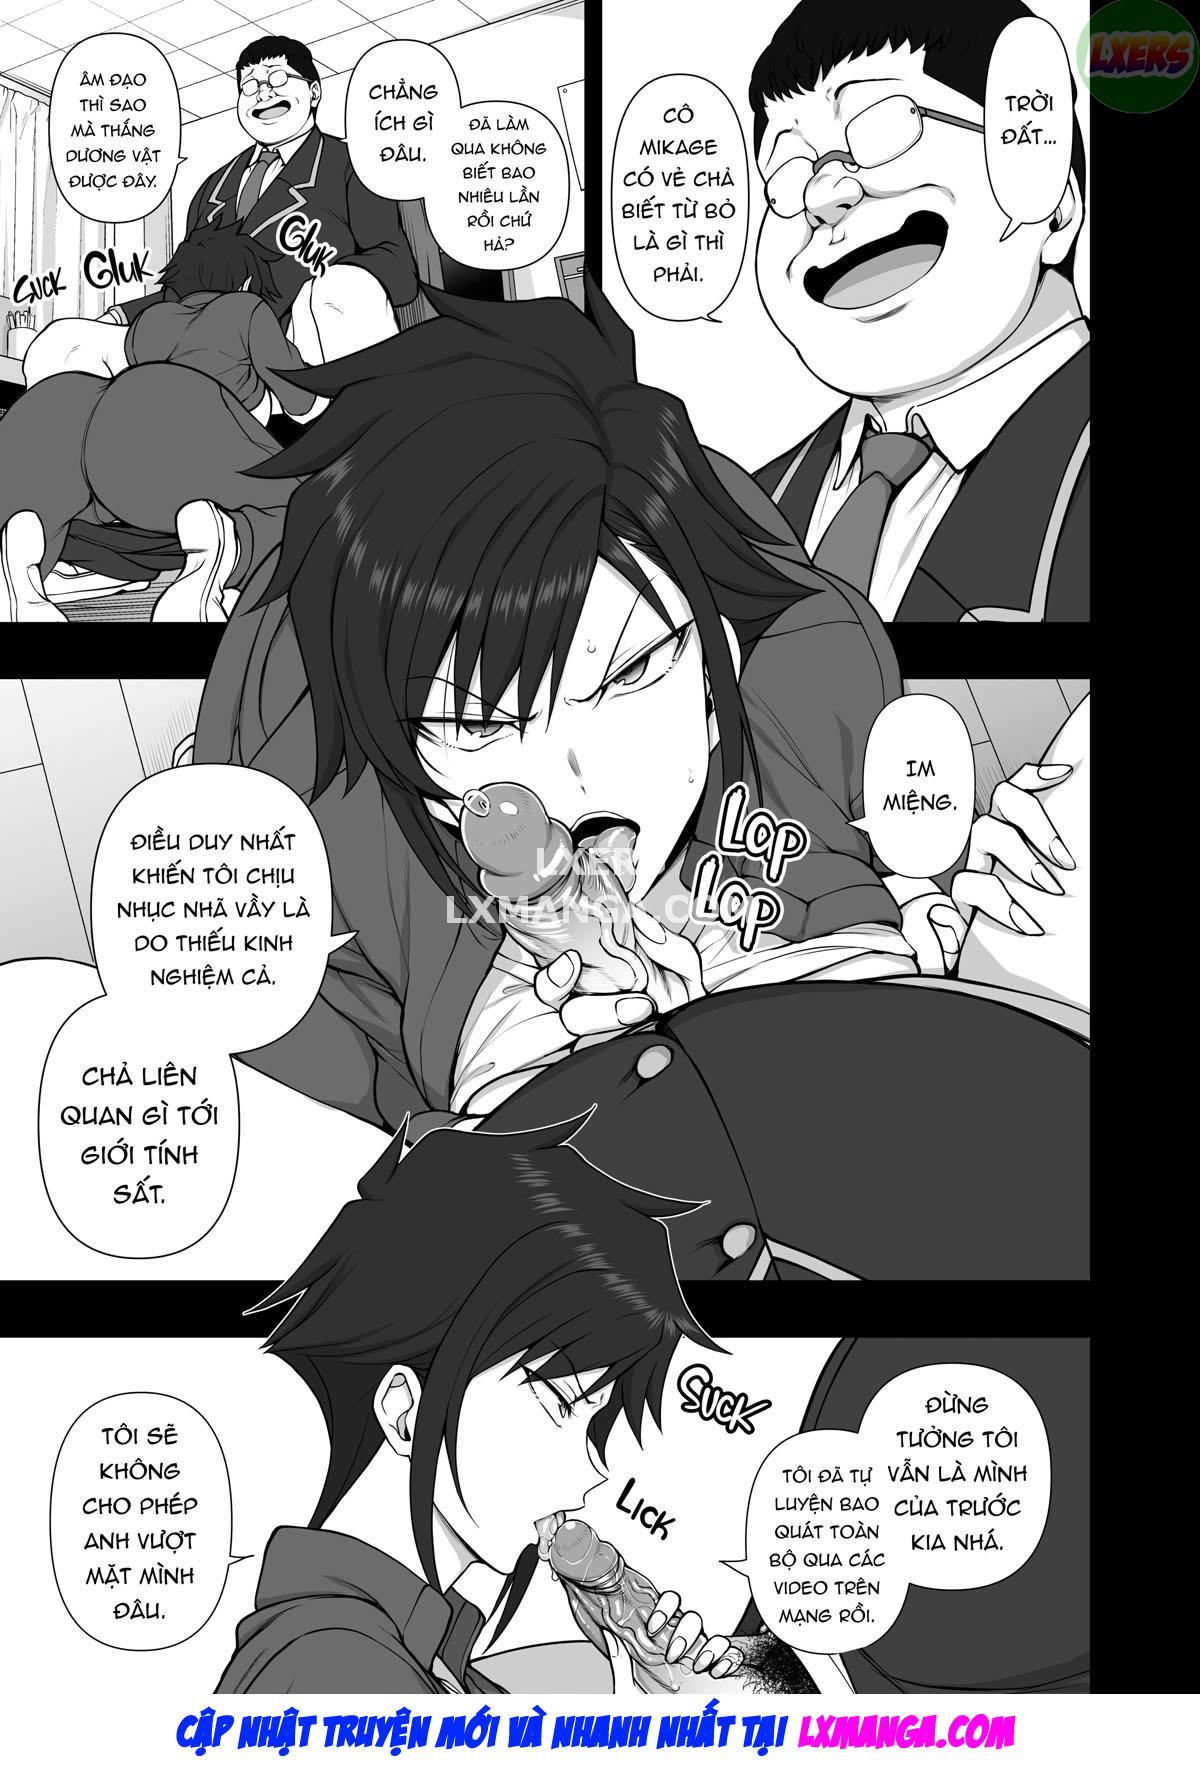 LXERS
TRỜI
ĐẤT...
CÔ
MIKAGE
CÓ VẺ CHẢ
BIẾT TỪ BỎ
LÀ GÌ THÌ
PHẢI.
ĐÃ LÀM
QUA KHÔNG
BIẾT BAO
NHIÊU LẦN
RỒI CHỨ
HẢ?
CHẲNG
ÍCH GÌ
ĐÂU.
ÂM ĐẠO
THÌ SAO
MÀ THẮNG
DƯƠNG VẬT
ĐƯỢC ĐÂY.
GLUK
GLUK
SUCK
IM
MIỆNG.
LOP
LOP
ĐIỀU DUY NHẤT
KHIẾN TÔI CHỊU
NHỤC NHÃ VẦY LÀ
DO THIẾU KINH
NGHIỆM CẢ.
CHẢ LIÊN
QUAN GÌ TỚI
GIỚI TÍNH
SẤT.
LXER
LXMANGA.CO
ĐỪNG
TƯỞNG TÔI
VẪN LÀ MÌNH
CỦA TRƯỚC
KIA NHÁ.
TÔI ĐÃ TỰ
LUYỆN BAO
QUÁT TOÀN
BỘ QUA CÁC
VIDEO TRÊN
MẠNG RỒI.
SUCK
LICK
TÔI SẼ
KHÔNG
CHO PHÉP
ANH VƯỢT
MẶT MÌNH
ĐÂU.
CẬP NHẬT TRUYỆN MỚI VÀ NHANH NHẤT TẠI LXMANGA.COM